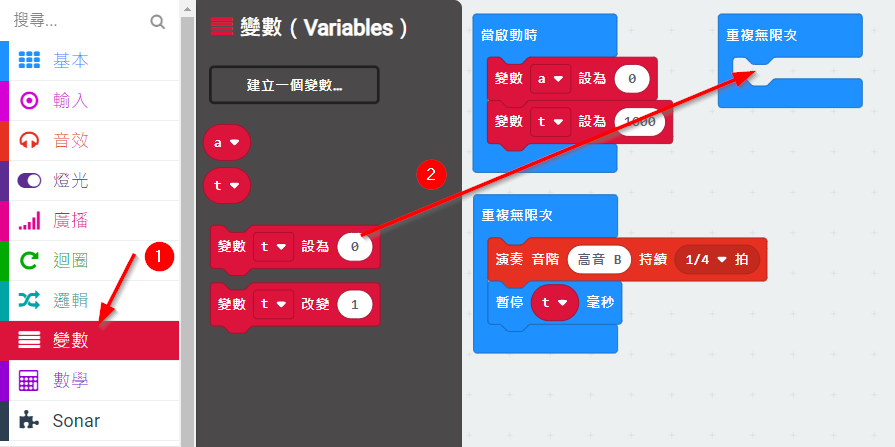 搜尋...
基本
輸入
音效
燈光
廣播
迴圈
邏輯
變數
數學
Sonar
1
變數 ( Variables )
建立一個變數...
a
t
變數 t 設為 0
變數 t 改變 1
2
當啟動時
變數 a 設為 0
變數 t 設為 1000
重複無限次
重複無限次
演奏 音階 高音 B 持續 1/4 拍
暫停 t 毫秒